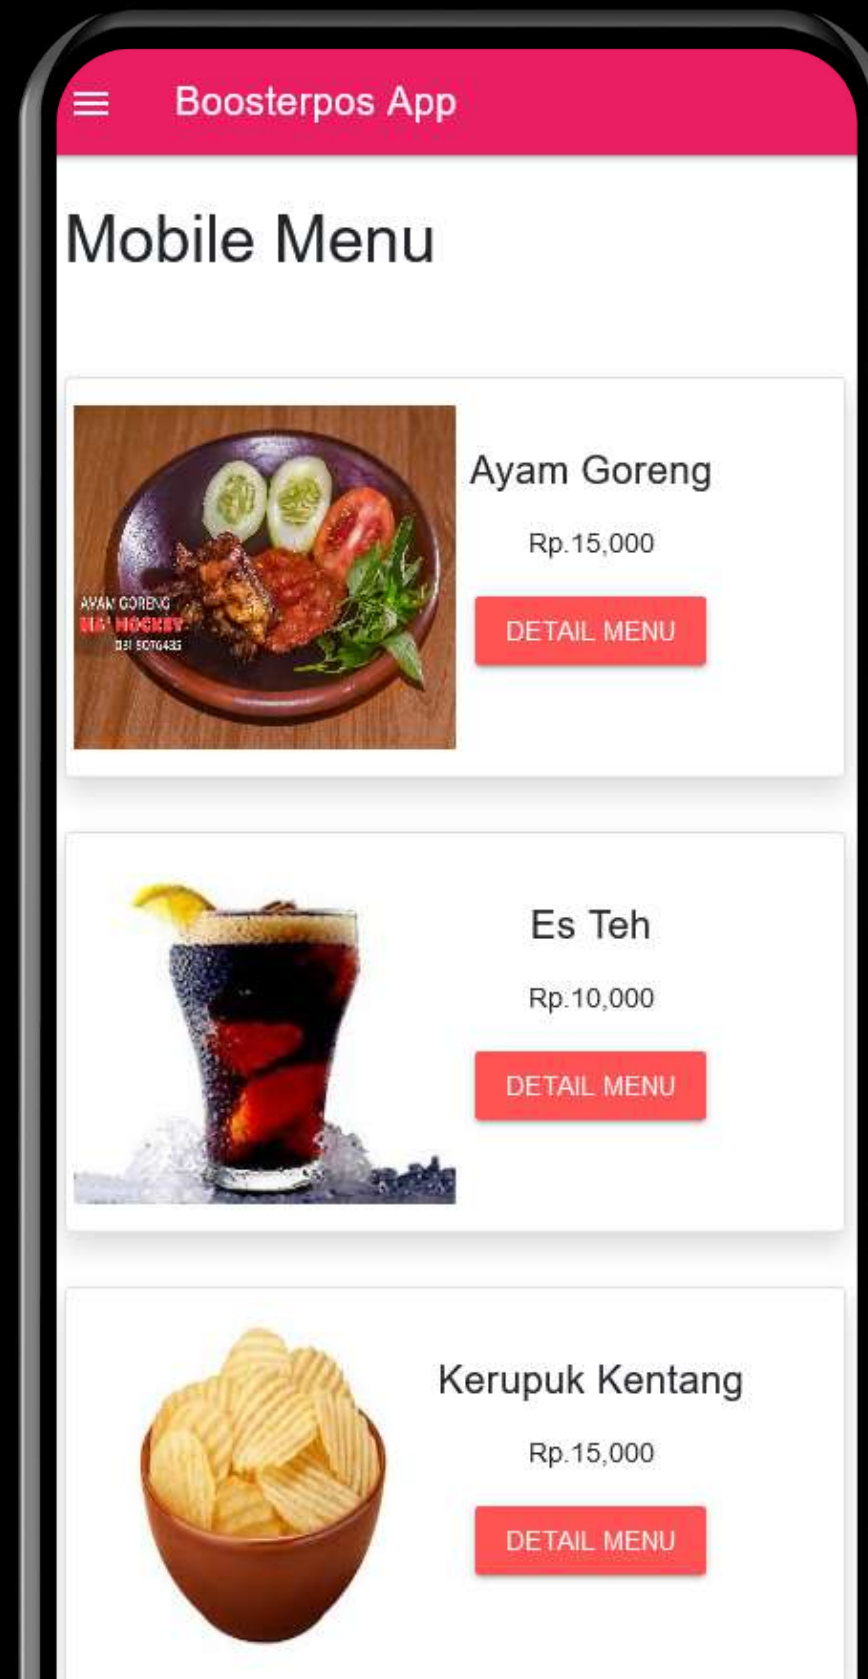 Boosterpos App
Mobile Menu
AYAM GORENG
Ayam Goreng
Rp.15,000
DETAIL MENU
Es Teh
Rp.10,000
DETAIL MENU
Kerupuk Kentang
Rp.15,000
DETAIL MENU